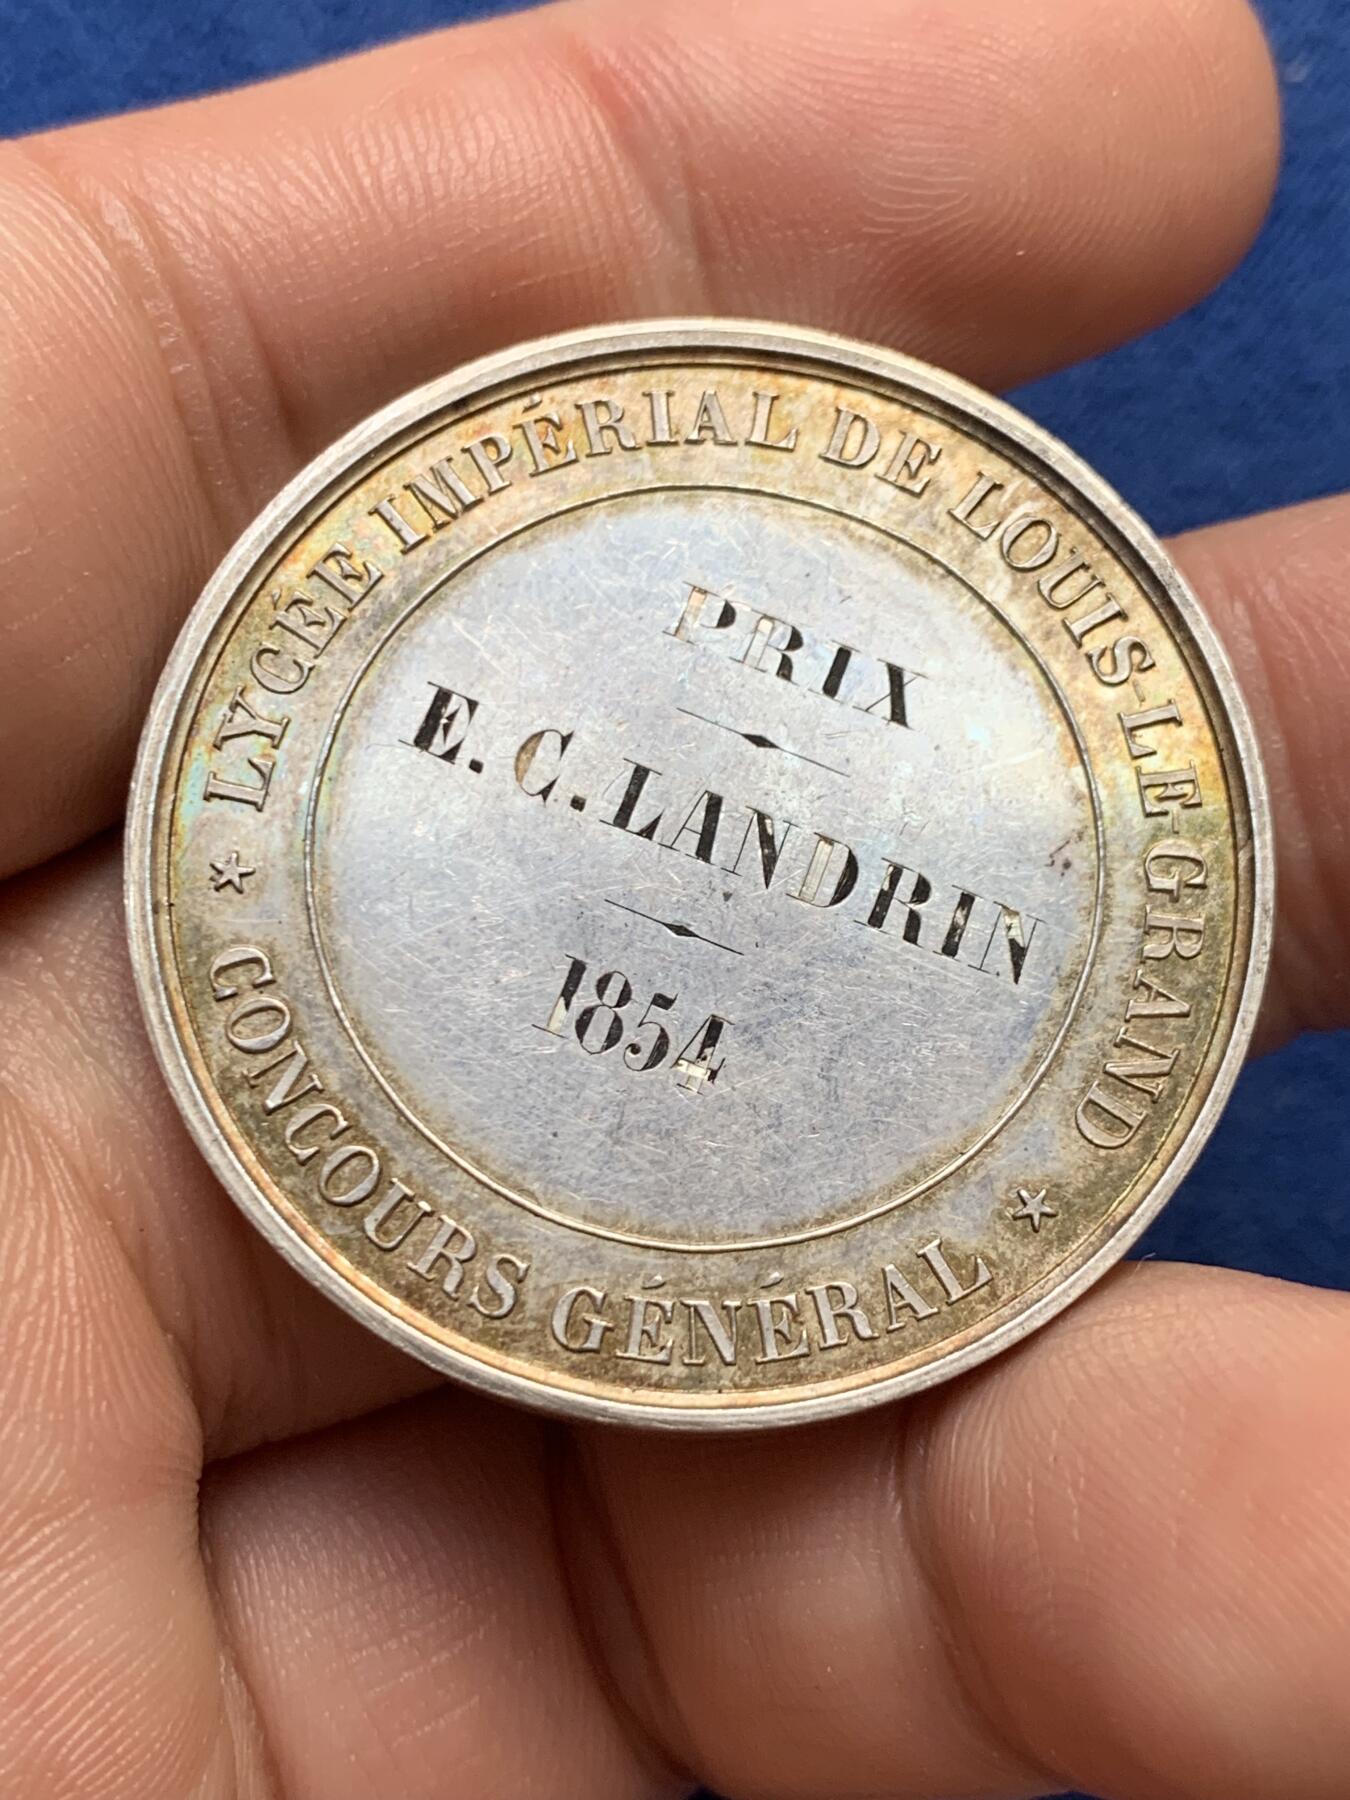 LYCÉE IMPÉRIAL DE LOUIS-LE-GRAND
PRIX
E. C. LANDRIN
1854
CONCOURS GÉNÉRAL